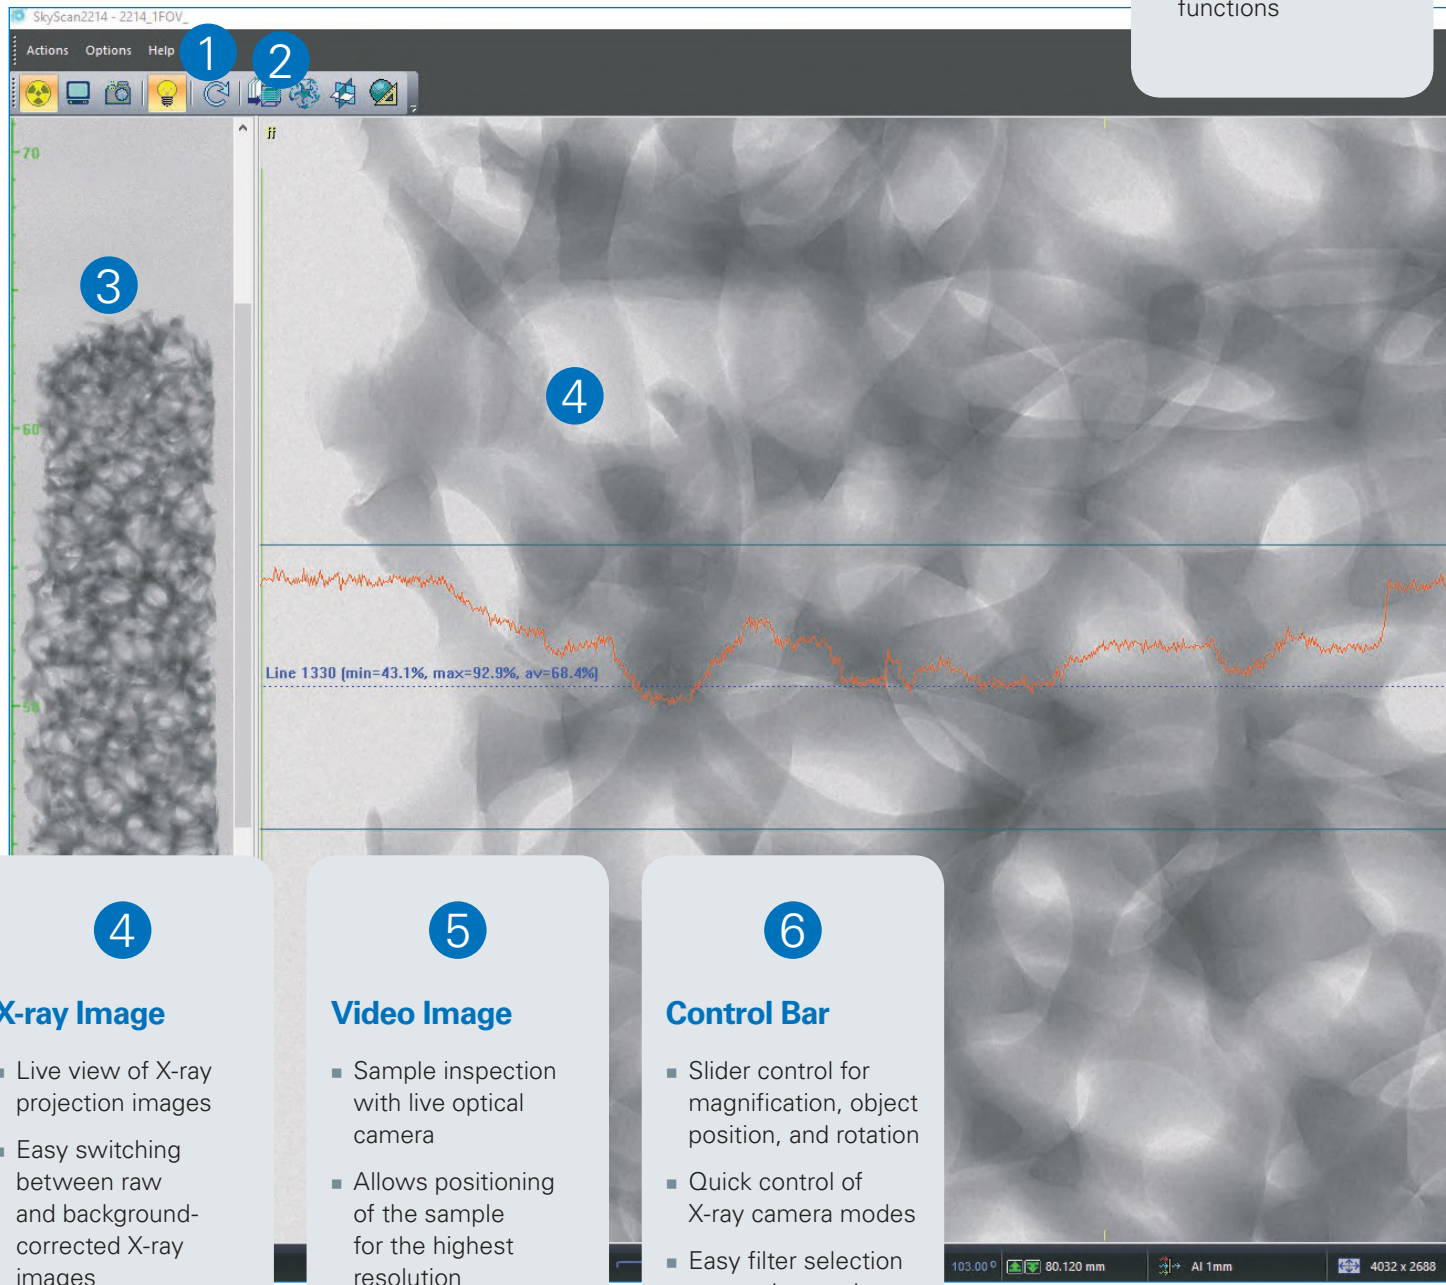 functions
SkyScan2214 - 2214_1FOV_
Actions Options Help
1
2
ff
70
3
60
4
Line 1330 (min=43.1%, max=92.9%, av=68.4%)
50
4
X-ray Image
Live view of X-ray
projection images
Easy switching
between raw
and background-
corrected X-ray
images
5
Video Image
Sample inspection
with live optical
camera
Allows positioning
of the sample
for the highest
resolution
6
Control Bar
Slider control for
magnification, object
position, and rotation
Quick control of
X-ray camera modes
Easy filter selection
103.00° 80.120 mm Al 1mm 4032 x 2688